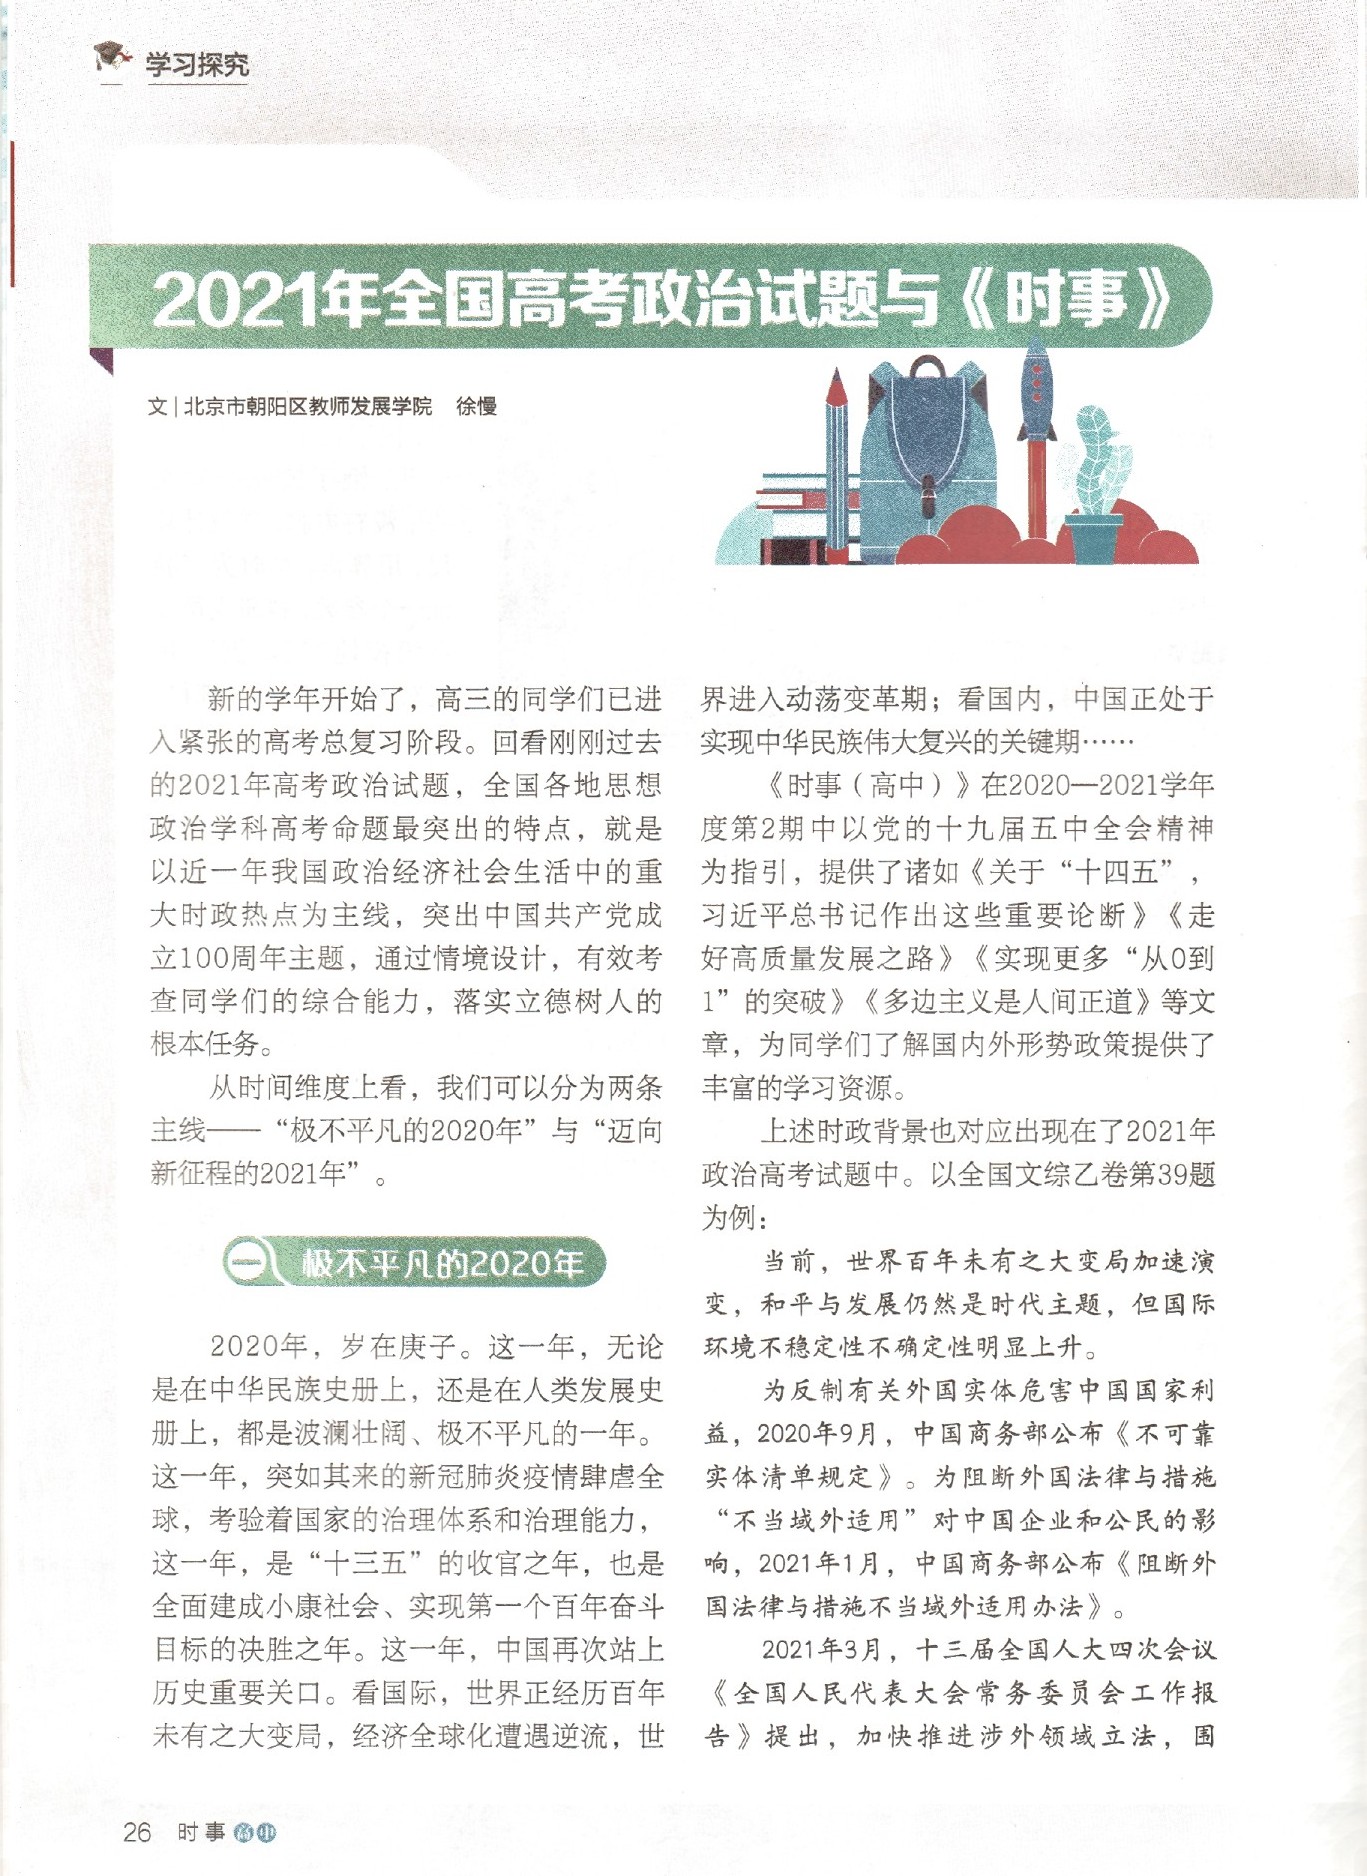 学习探究
2021年全国高考政治试题与《时事》
文|北京市朝阳区教师发展学院 徐慢
新的学年开始了，高三的同学们已进
入紧张的高考总复习阶段。回看刚刚过去
的2021年高考政治试题，全国各地思想
政治学科高考命题最突出的特点，就是
以近一年我国政治经济社会生活中的重
大时政热点为主线，突出中国共产党成
立100周年主题，通过情境设计，有效考
查同学们的综合能力，落实立德树人的
根本任务。
从时间维度上看，我们可以分为两条
主线——“极不平凡的2020年”与“迈向
新征程的2021年”。
一 极不平凡的2020年
2020年，岁在庚子。这一年，无论
是在中华民族史册上，还是在人类发展史
册上，都是波澜壮阔、极不平凡的一年。
这一年，突如其来的新冠肺炎疫情肆虐全
球，考验着国家的治理体系和治理能力，
这一年，是“十三五”的收官之年，也是
全面建成小康社会、实现第一个百年奋斗
目标的决胜之年。这一年，中国再次站上
历史重要关口。看国际，世界正经历百年
未有之大变局，经济全球化遭遇逆流，世
界进入动荡变革期；看国内，中国正处于
实现中华民族伟大复兴的关键期……
《时事（高中）》在2020—2021学年
度第2期中以党的十九届五中全会精神
为指引，提供了诸如《关于“十四五”，
习近平总书记作出这些重要论断》《走
好高质量发展之路》《实现更多“从0到
1”的突破》《多边主义是人间正道》等文
章，为同学们了解国内外形势政策提供了
丰富的学习资源。
上述时政背景也对应出现在了2021年
政治高考试题中。以全国文综乙卷第39题
为例：
当前，世界百年未有之大变局加速演
变，和平与发展仍然是时代主题，但国际
环境不稳定性不确定性明显上升。
为反制有关外国实体危害中国国家利
益，2020年9月，中国商务部公布《不可靠
实体清单规定》。为阻断外国法律与措施
“不当域外适用”对中国企业和公民的影
响，2021年1月，中国商务部公布《阻断外
国法律与措施不当域外适用办法》。
2021年3月，十三届全国人大四次会议
《全国人民代表大会常务委员会工作报
告》提出，加快推进涉外领域立法，围
26 时事高中